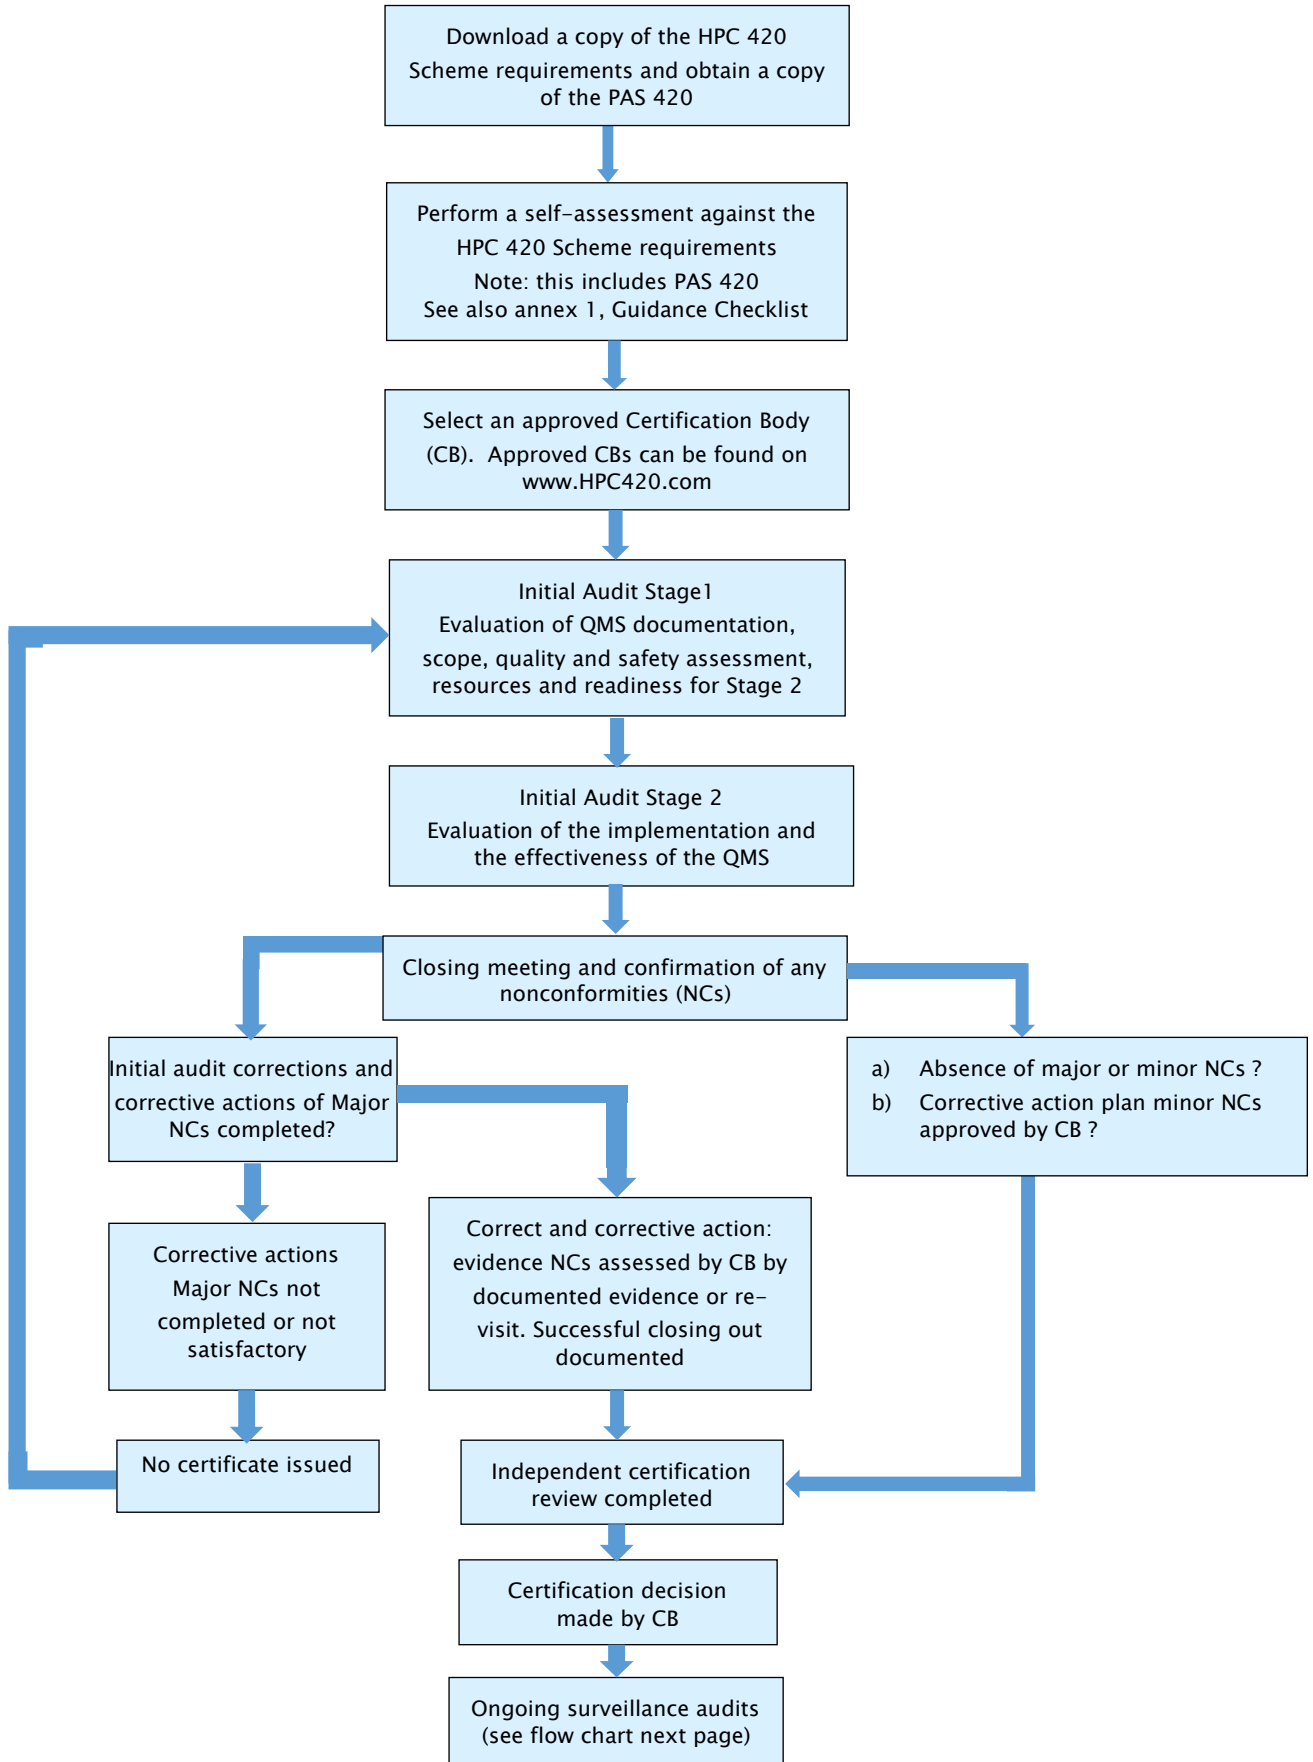 Download a copy of the HPC 420
Scheme requirements and obtain a copy
of the PAS 420
Perform a self-assessment against the
HPC 420 Scheme requirements
Note: this includes PAS 420
See also annex 1, Guidance Checklist
Select an approved Certification Body
(CB).  Approved CBs can be found on
www.HPC420.com
Initial Audit Stage1
Evaluation of QMS documentation,
scope, quality and safety assessment,
resources and readiness for Stage 2
Initial Audit Stage 2
Evaluation of the implementation and
the effectiveness of the QMS
Closing meeting and confirmation of any
nonconformities (NCs)
Initial audit corrections and
corrective actions of Major
NCs completed?
a) Absence of major or minor NCs ?
b) Corrective action plan minor NCs
approved by CB ?
Corrective actions
Major NCs not
completed or not
satisfactory
Correct and corrective action:
evidence NCs assessed by CB by
documented evidence or re-
visit. Successful closing out
documented
No certificate issued
Independent certification
review completed
Certification decision
made by CB
Ongoing surveillance audits
(see flow chart next page)